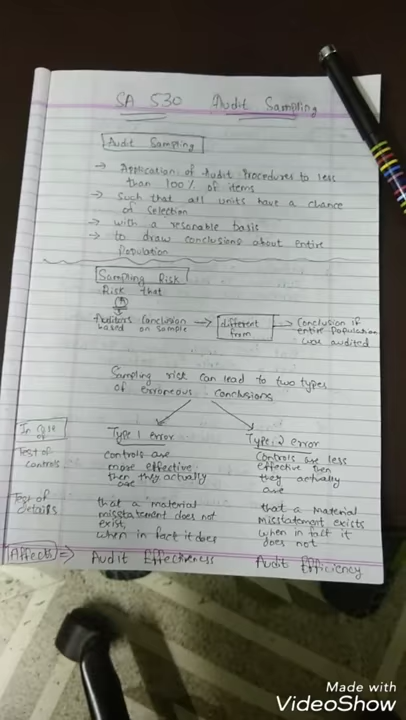 SA 530 Audit Sampling
Audit Sampling
→ Application of Audit Procedures to less
than 100% of items
→ Such that all units have a chance
of selection
→ with a resonable basis
→ to draw conclusions about entire
Population
Sampling Risk
Risk that
Auditors conclusion
based on sample
→ different
from
→ Conclusion if
entire population
was audited
Sampling risk can lead to two types
of erroneous conclusions
In case
of
Type 1 error
Type: 2 error
Test of
controls
controls are
more effective
then they actually
are
Controls are less
effective then
they actually
are
Test of
details
that a material
misstatement does not
exist,
when in fact it does
that a material
misstatement exists
when in fact it
does not
Affects ⇒ Audit Effectiveness Audit Efficiency
Made with
VideoShow